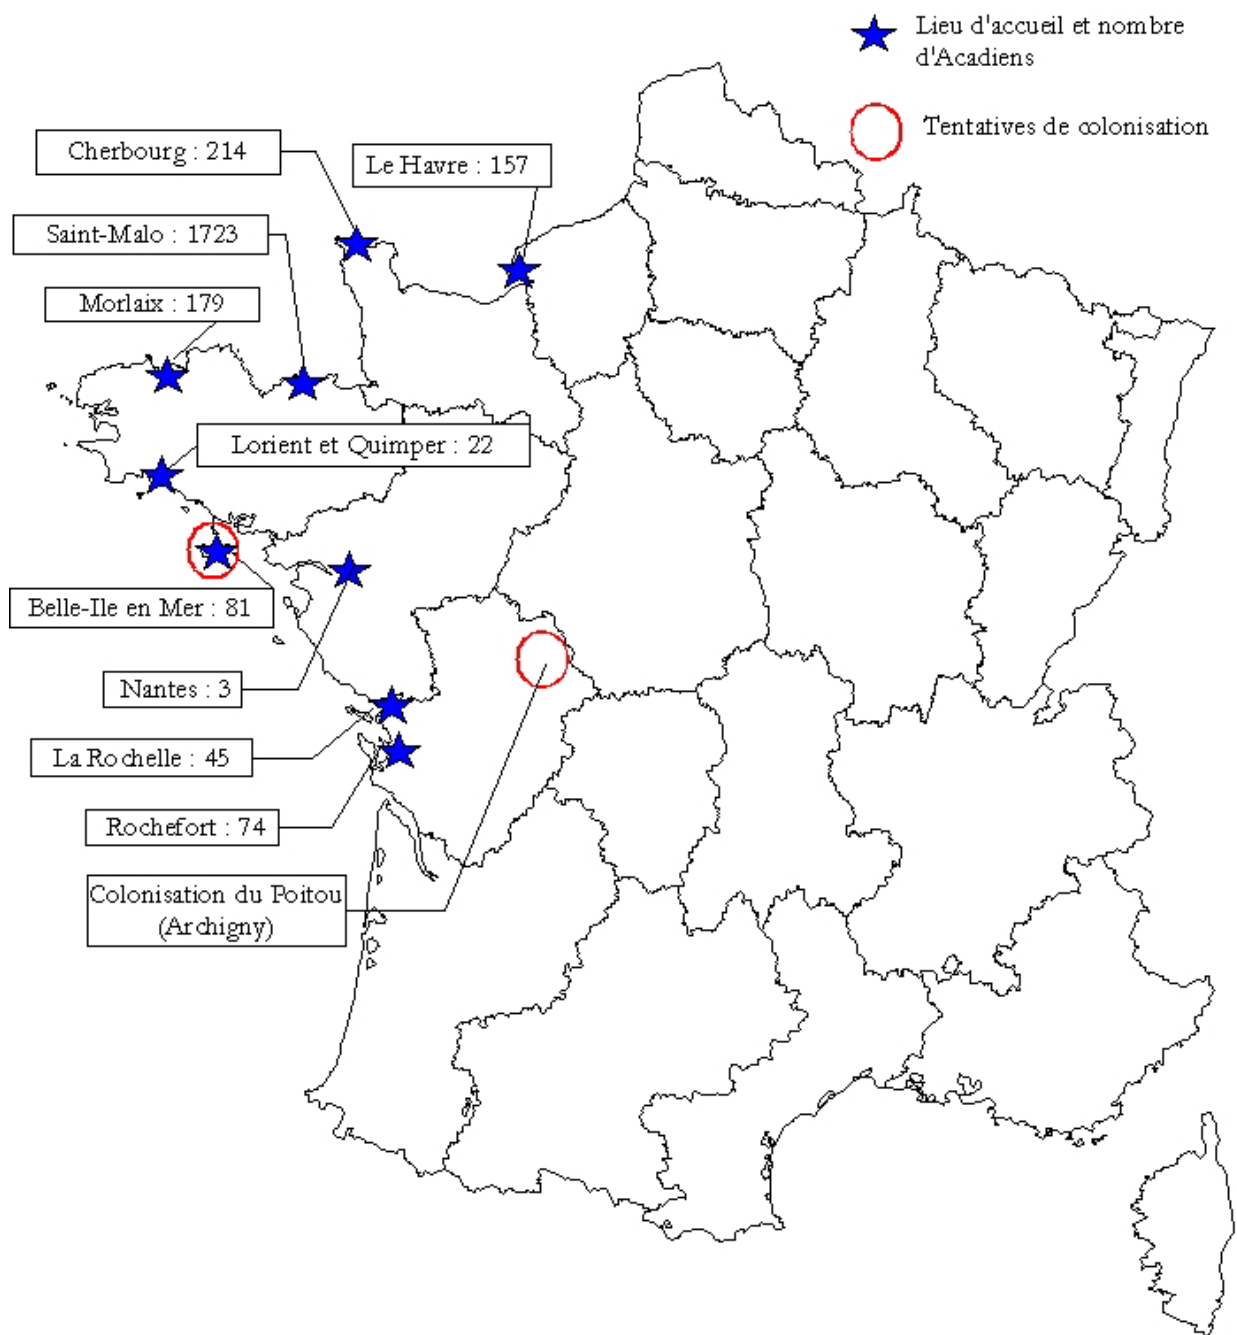 Lieu d'accueil et nombre
d'Acadiens
Tentatives de colonisation
Cherbourg : 214
Le Havre : 157
Saint-Malo : 1723
Morlaix : 179
Lorient et Quimper : 22
Belle-Ile en Mer : 81
Nantes : 3
La Rochelle : 45
Rochefort : 74
Colonisation du Poitou
(Archigny)